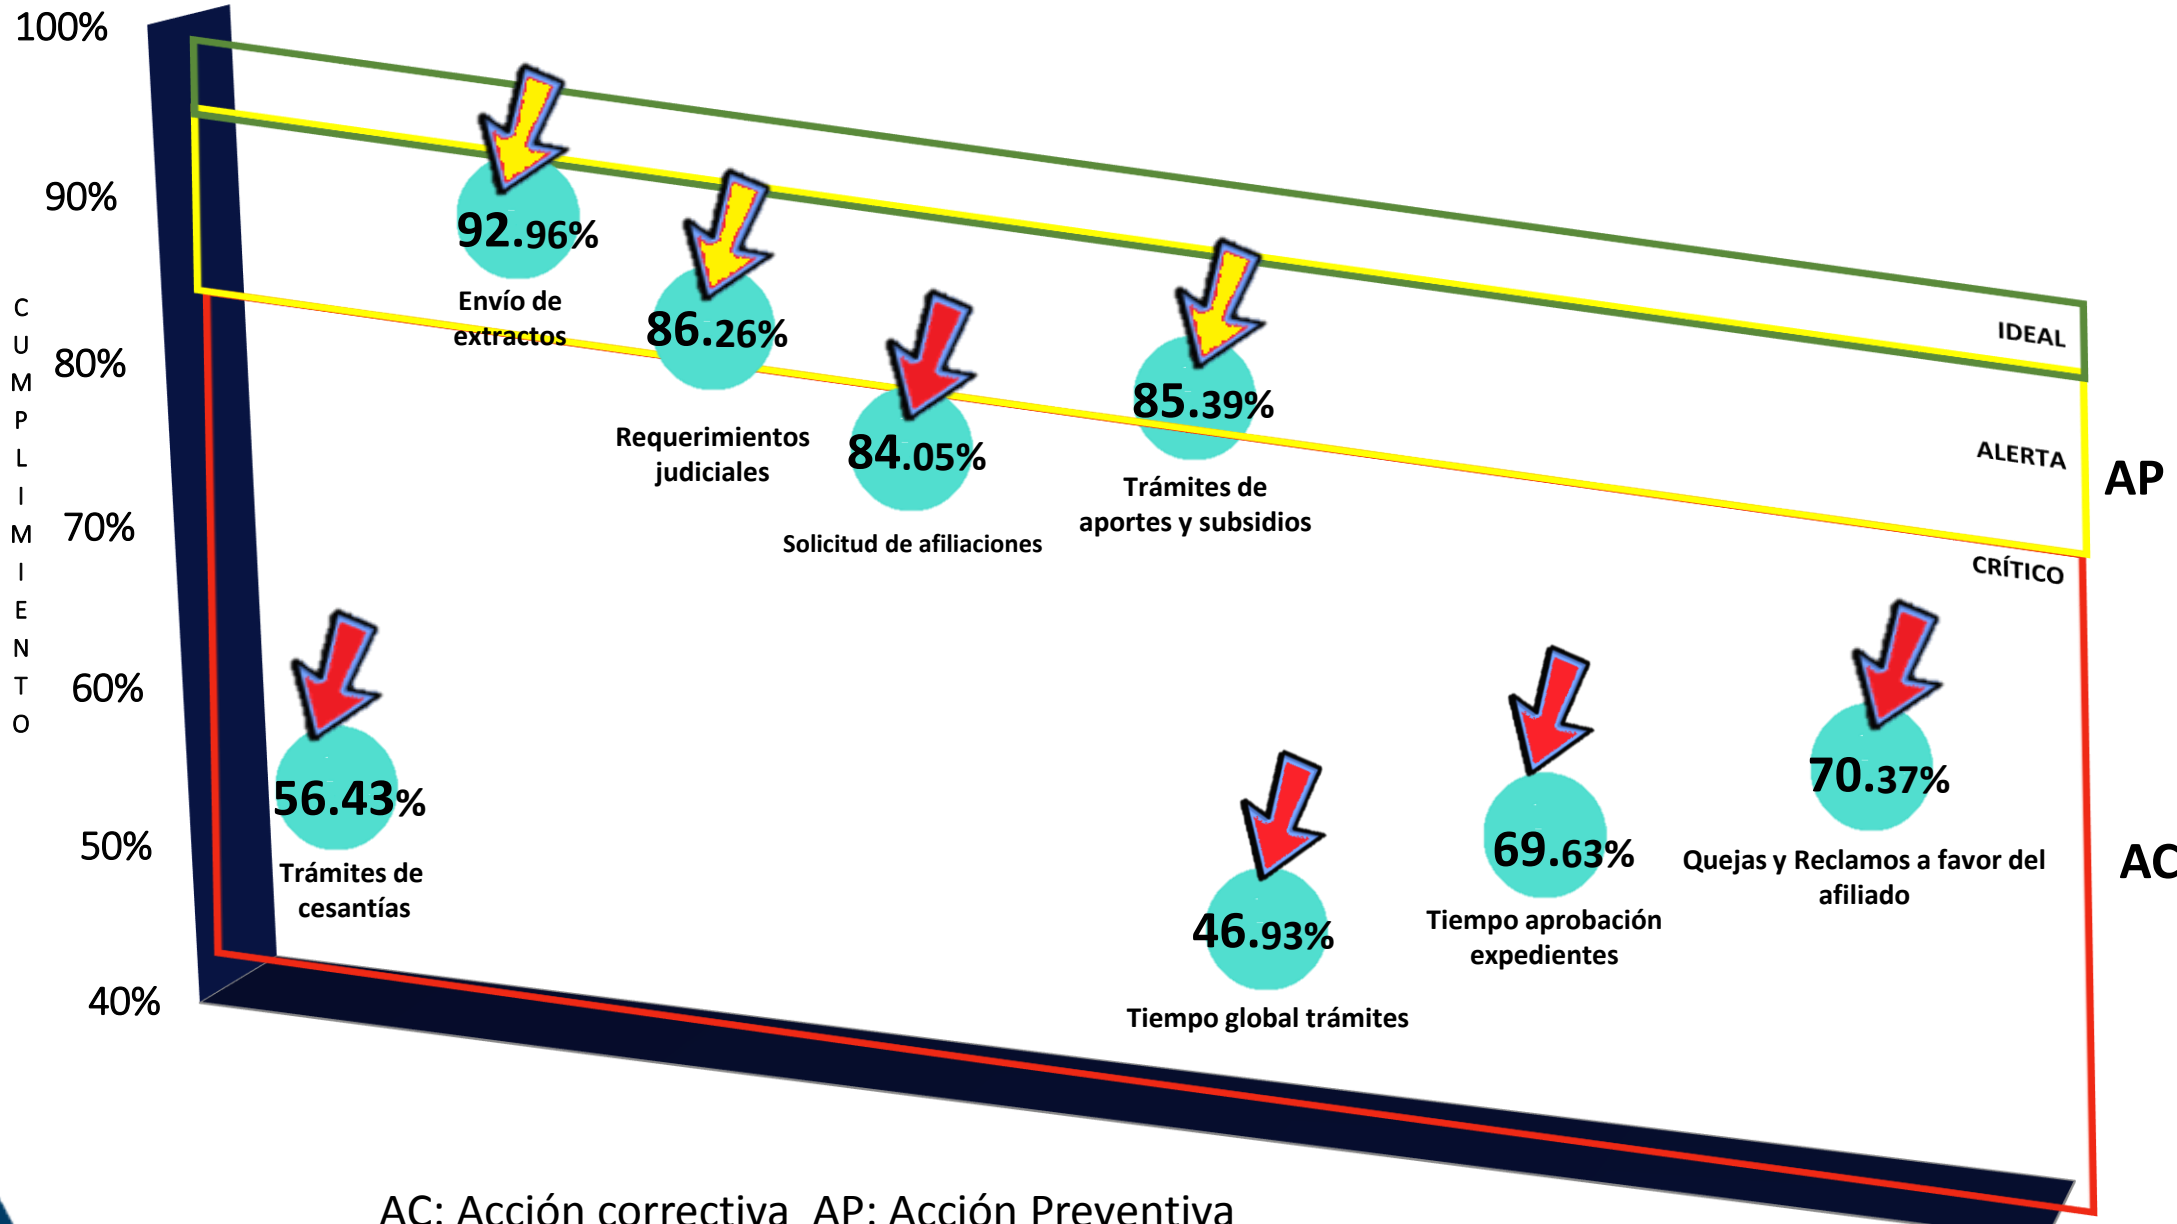 100%
90%
80%
70%
60%
50%
40%
CUMPLIMIENTO
92.96%
Envío de
extractos
86.26%
Requerimientos
judiciales
84.05%
Solicitud de afiliaciones
85.39%
Trámites de
aportes y subsidios
IDEAL
ALERTA
AP
CRÍTICO
56.43%
Trámites de
cesantías
46.93%
Tiempo global trámites
69.63%
Tiempo aprobación
expedientes
70.37%
Quejas y Reclamos a favor del
afiliado
AC
AC: Acción correctiva AP: Acción Preventiva